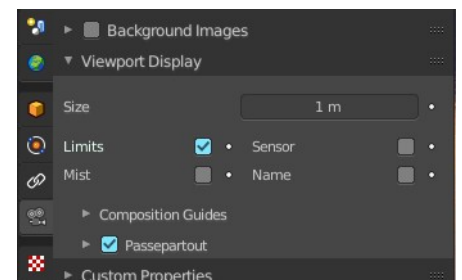 Background Images
Viewport Display
Size 1 m
Limits Sensor
Mist Name
Composition Guides
Passepartout
Custom Properties